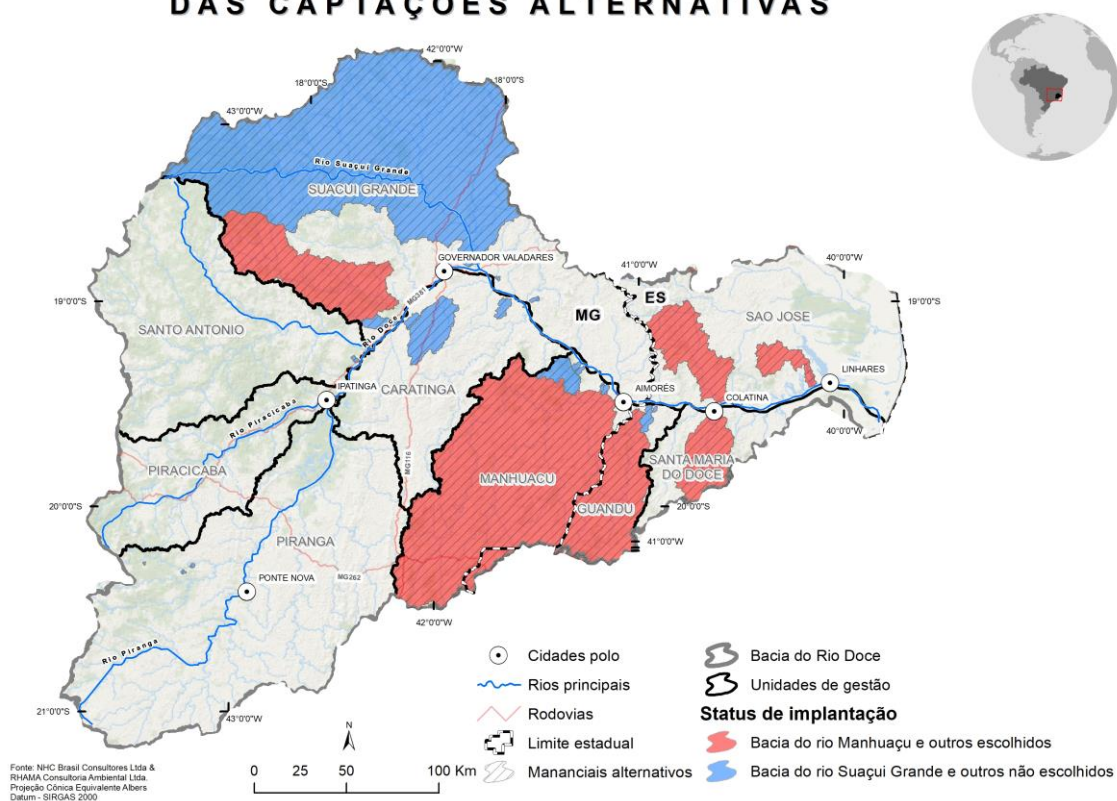 DAS CAPTAÇÕES ALTERNATIVAS
42°0'0"W
18°0'0"S
18°0'0"S
43°0'0"W
Rio Suaçuí Grande
SUACUI GRANDE
GOVERNADOR VALADARES
41°0'0"W
40°0'0"W
19°0'0"S
19°0'0"S
MG381
ES
MG
SAO JOSE
SANTO ANTONIO
Rio Doce
LINHARES
IPATINGA
CARATINGA
AIMORÉS
COLATINA
Rio Piracicaba
40°0'0"W
PIRACICABA
MG116
MANHUACU
SANTA MARIA
DO DOCE
GUANDU
20°0'0"S
20°0'0"S
PIRANGA
41°0'0"W
PONTE NOVA
MG262
42°0'0"W
Rio Piranga
21°0'0"S
43°0'0"W
N
0 25 50 100 Km
Cidades polo
Rios principais
Rodovias
Limite estadual
Mananciais alternativos
Bacia do Rio Doce
Unidades de gestão
Status de implantação
Bacia do rio Manhuaçu e outros escolhidos
Bacia do rio Suaçui Grande e outros não escolhidos
Fonte: NHC Brasil Consultores Ltda &
RHAMA Consultoria Ambiental Ltda.
Projeção Cônica Equivalente Albers
Datum - SIRGAS 2000